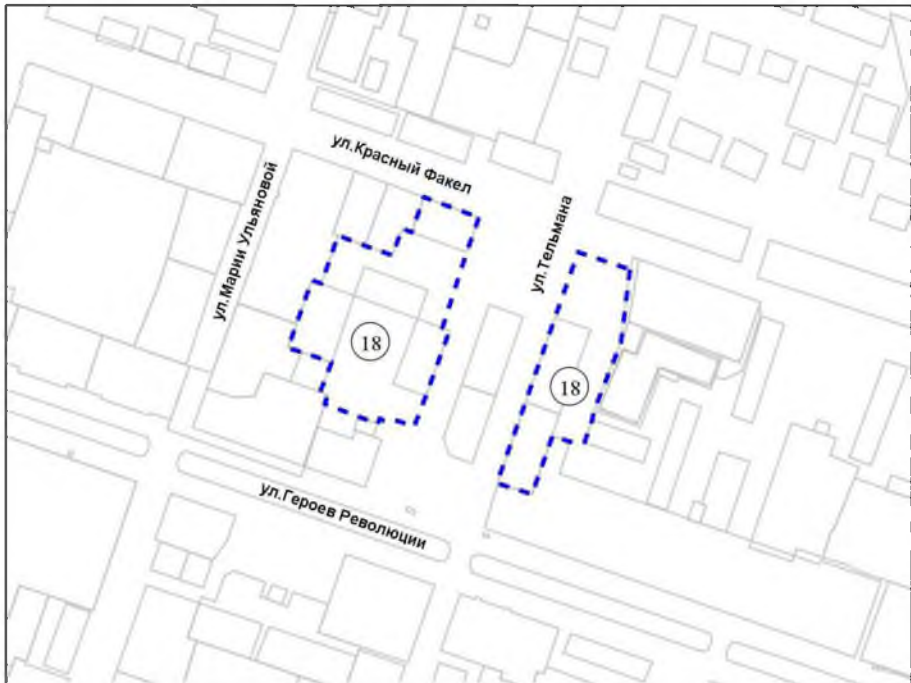 ул.Красный Факел
ул.Марии Ульяновой
ул.Тельмана
18
18
ул.Героев Революции